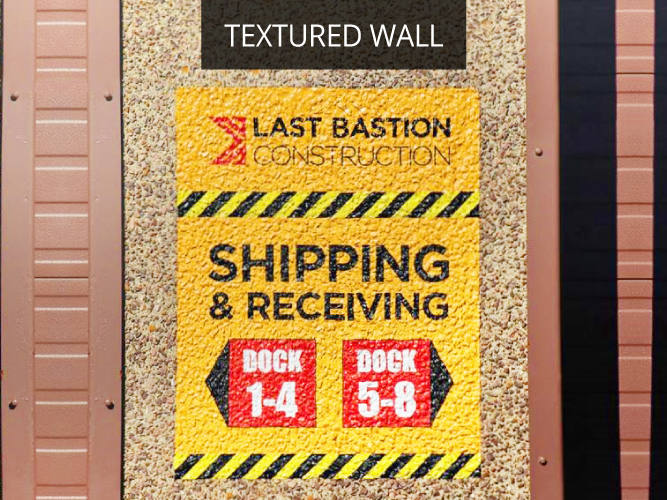 TEXTURED WALL
LAST BASTION
CONSTRUCTION
SHIPPING
& RECEIVING
DOCK DOCK
1-4 5-8